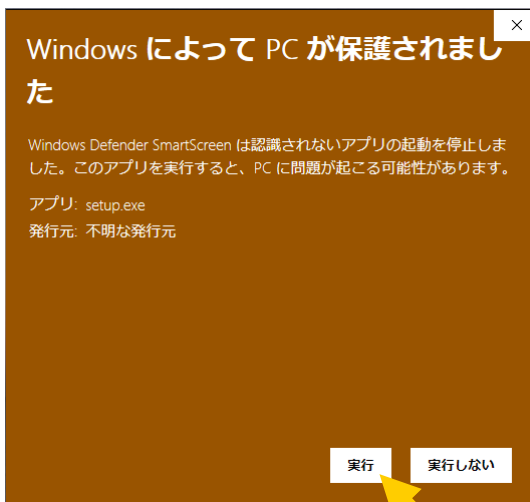 Windows によって PC が保護されまし
た
Windows Defender SmartScreen は認識されないアプリの起動を停止しま
した。このアプリを実行すると、PC に問題が起こる可能性があります。
アプリ: setup.exe
発行元: 不明な発行元
実行 実行しない